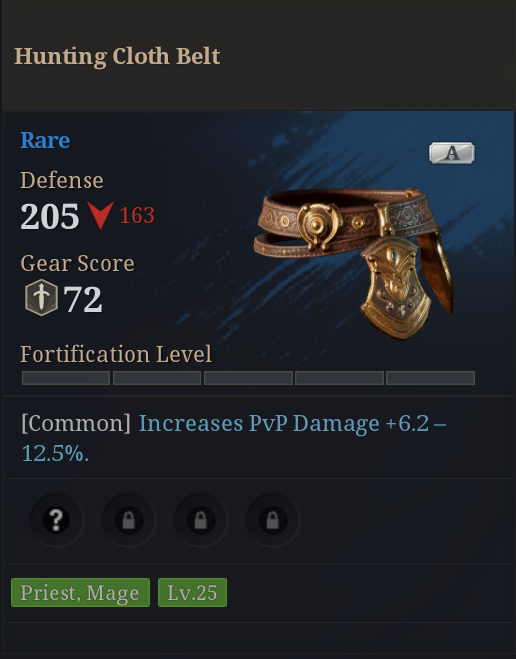 Hunting Cloth Belt
Rare
A
Defense
205 163
Gear Score
72
Fortification Level
[Common] Increases PvP Damage +6.2 –
12.5%.
?
Priest, Mage Lv.25